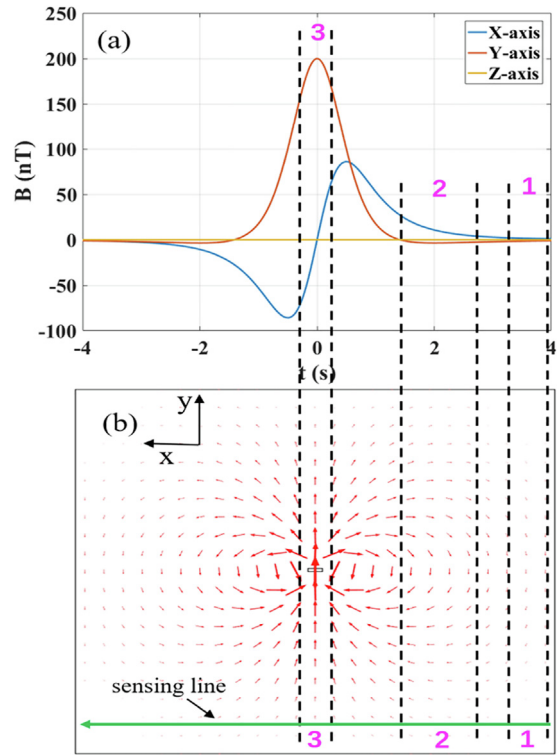 (a)
3
X-axis
Y-axis
Z-axis
250
200
150
100
50
0
-50
-100
B (nT)
2
1
-4
-2
0
2
4
t (s)
(b)
y
x
sensing line
3
2
1